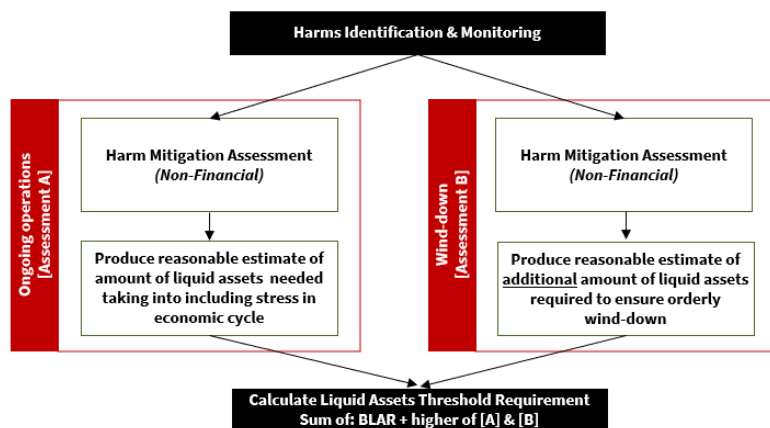 Harms Identification & Monitoring
Ongoing operations
[Assessment A]
Harm Mitigation Assessment
(Non-Financial)
Produce reasonable estimate of
amount of liquid assets needed
taking into including stress in
economic cycle
Wind-down
[Assessment B]
Harm Mitigation Assessment
(Non-Financial)
Produce reasonable estimate of
additional amount of liquid assets
required to ensure orderly
wind-down
Calculate Liquid Assets Threshold Requirement
Sum of: BLAR + higher of [A] & [B]